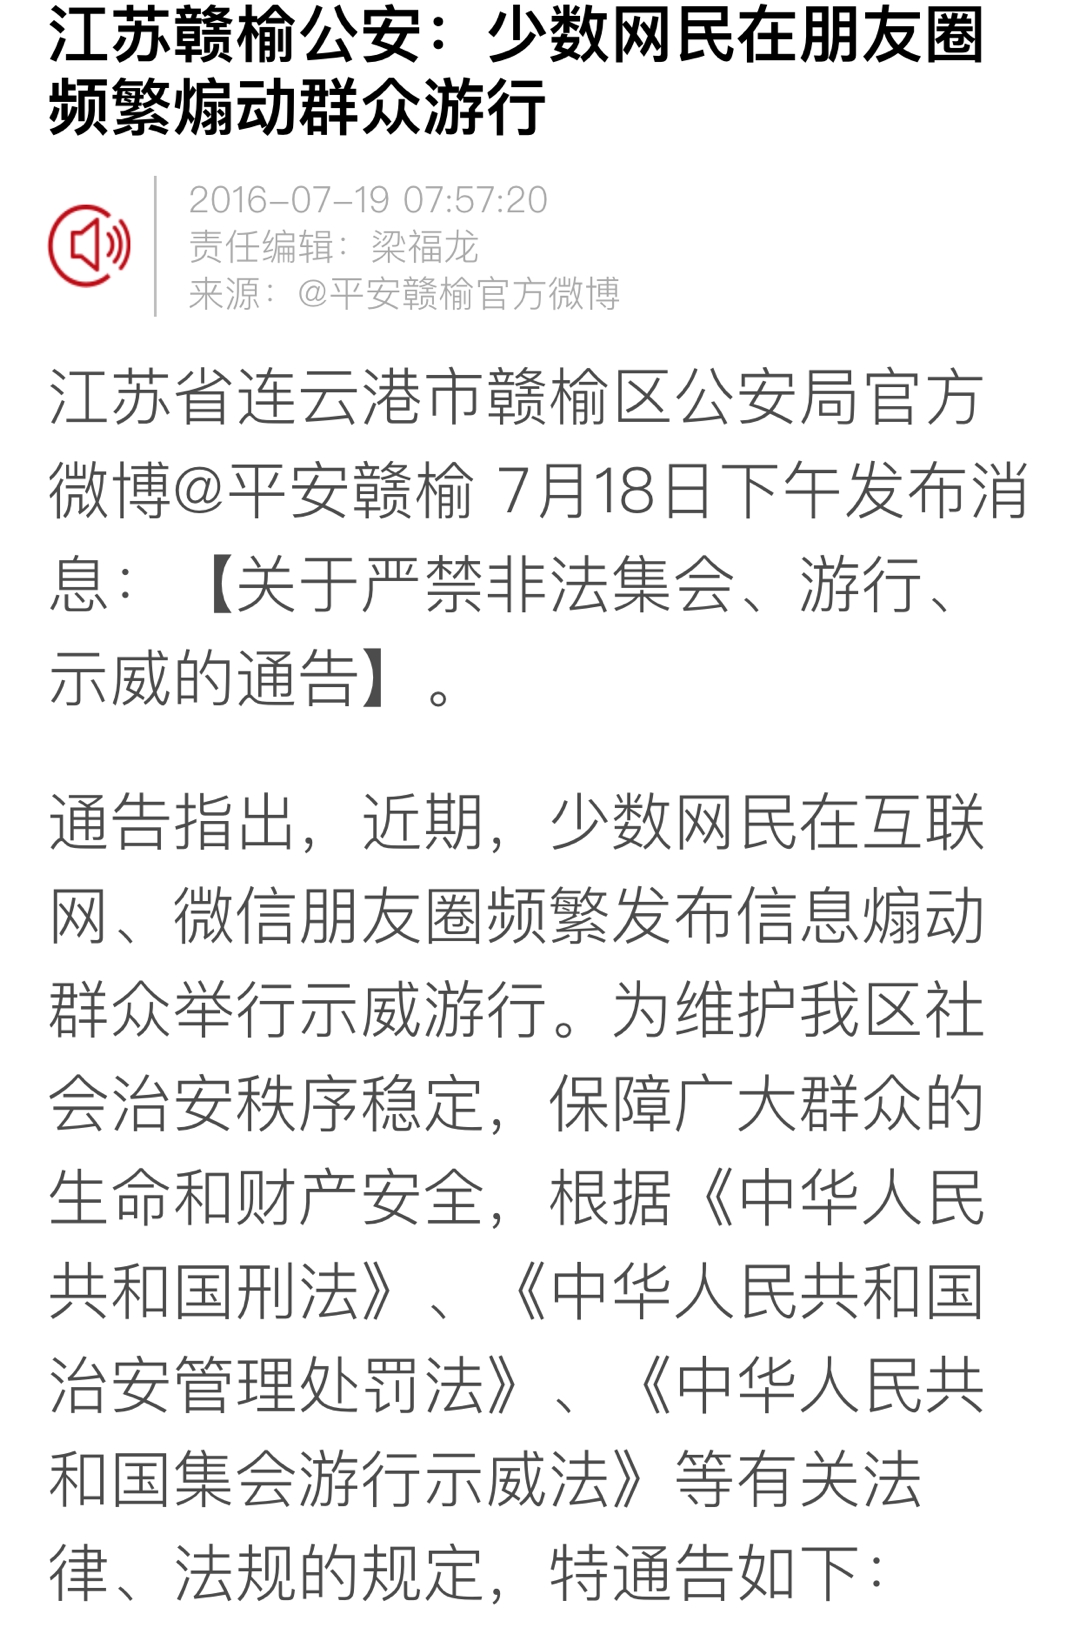 江苏赣榆公安：少数网民在朋友圈
频繁煽动群众游行
2016-07-19 07:57:20
责任编辑：梁福龙
来源：@平安赣榆官方微博
江苏省连云港市赣榆区公安局官方
微博@平安赣榆 7月18日下午发布消
息：【关于严禁非法集会、游行、
示威的通告】。
通告指出，近期，少数网民在互联
网、微信朋友圈频繁发布信息煽动
群众举行示威游行。为维护我区社
会治安秩序稳定，保障广大群众的
生命和财产安全，根据《中华人民
共和国刑法》、《中华人民共和国
治安管理处罚法》、《中华人民共
和国集会游行示威法》等有关法
律、法规的规定，特通告如下：